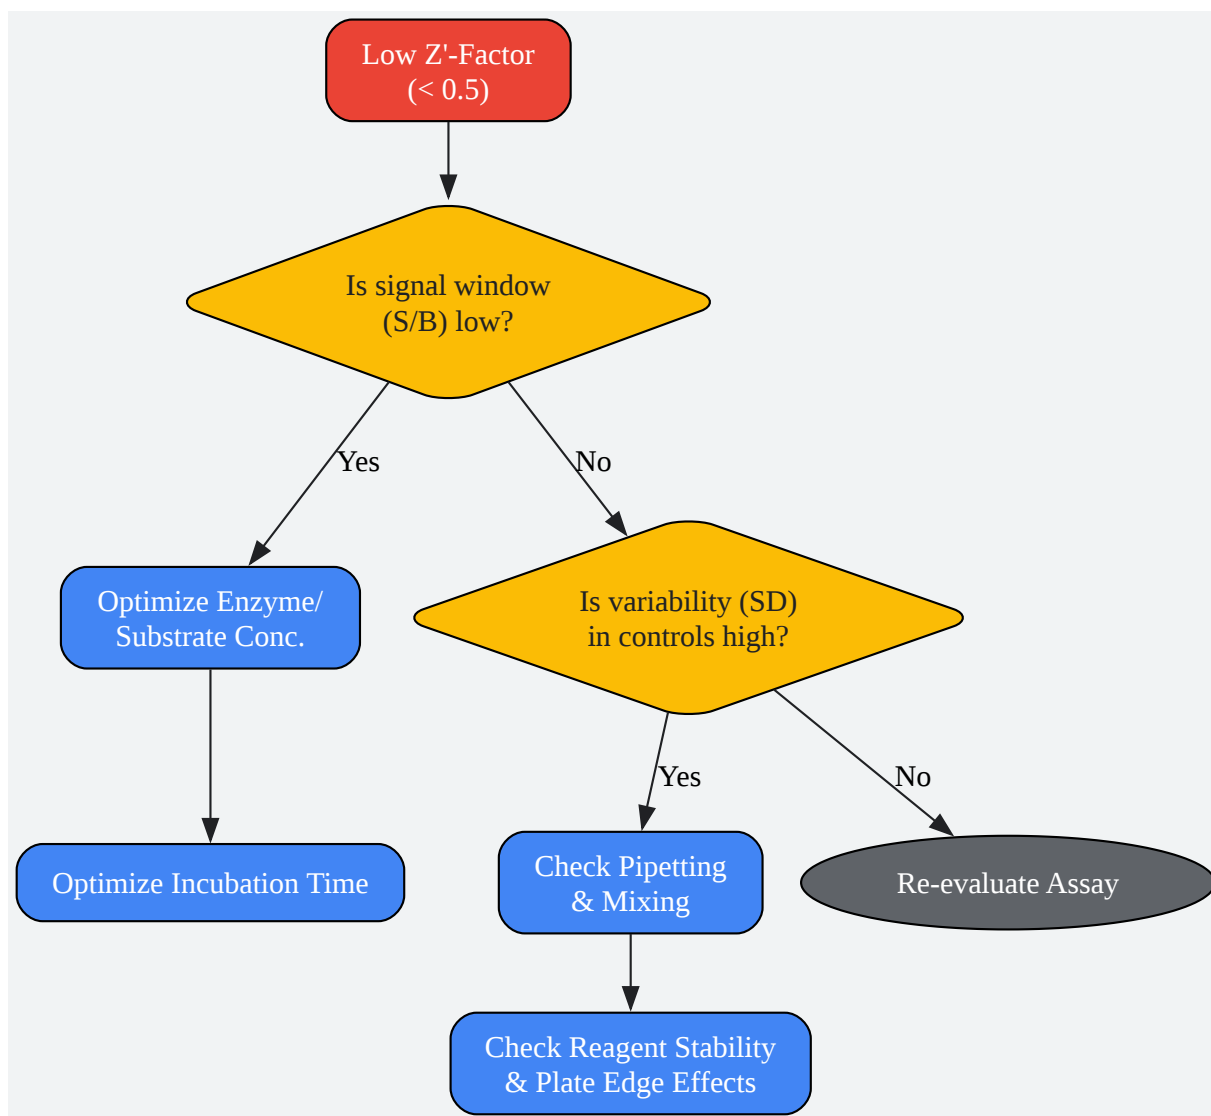 Low Z'-Factor
(< 0.5)
Is signal window
(S/B) low?
Yes
No
Optimize Enzyme/
Substrate Conc.
Is variability (SD)
in controls high?
Yes
No
Optimize Incubation Time
Check Pipetting
& Mixing
Re-evaluate Assay
Check Reagent Stability
& Plate Edge Effects